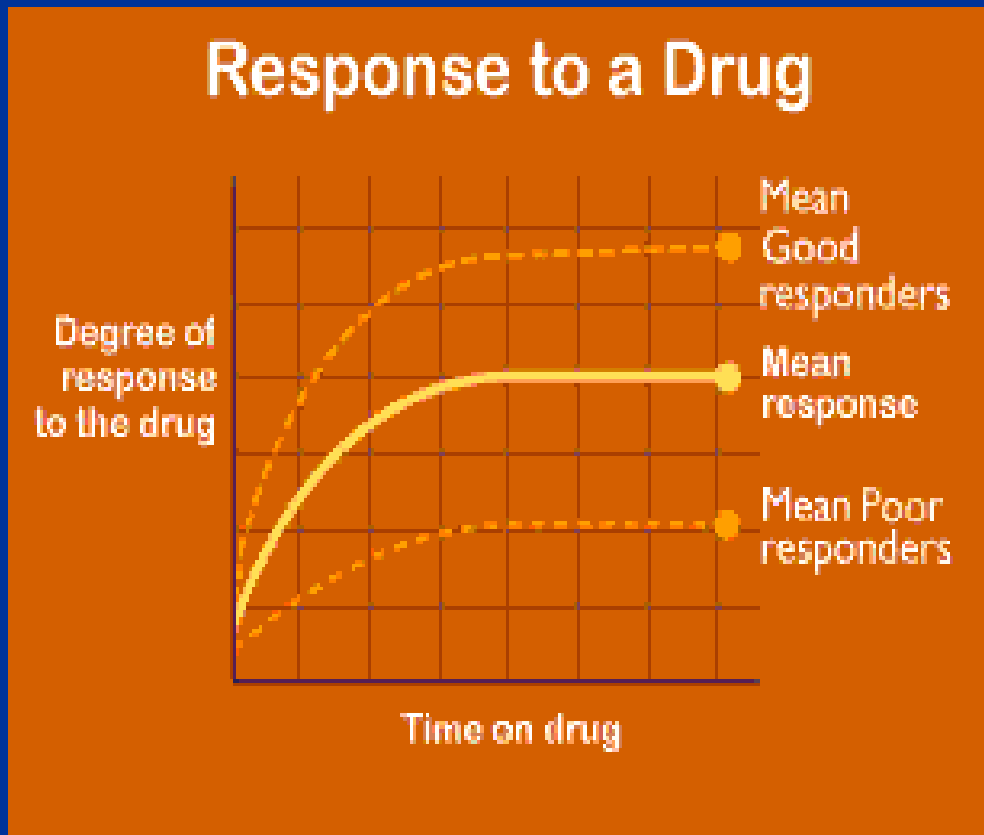 Response to a Drug
Mean
Good
responders
Degree of
response
to the drug
Mean
response
Mean Poor
responders
Time on drug